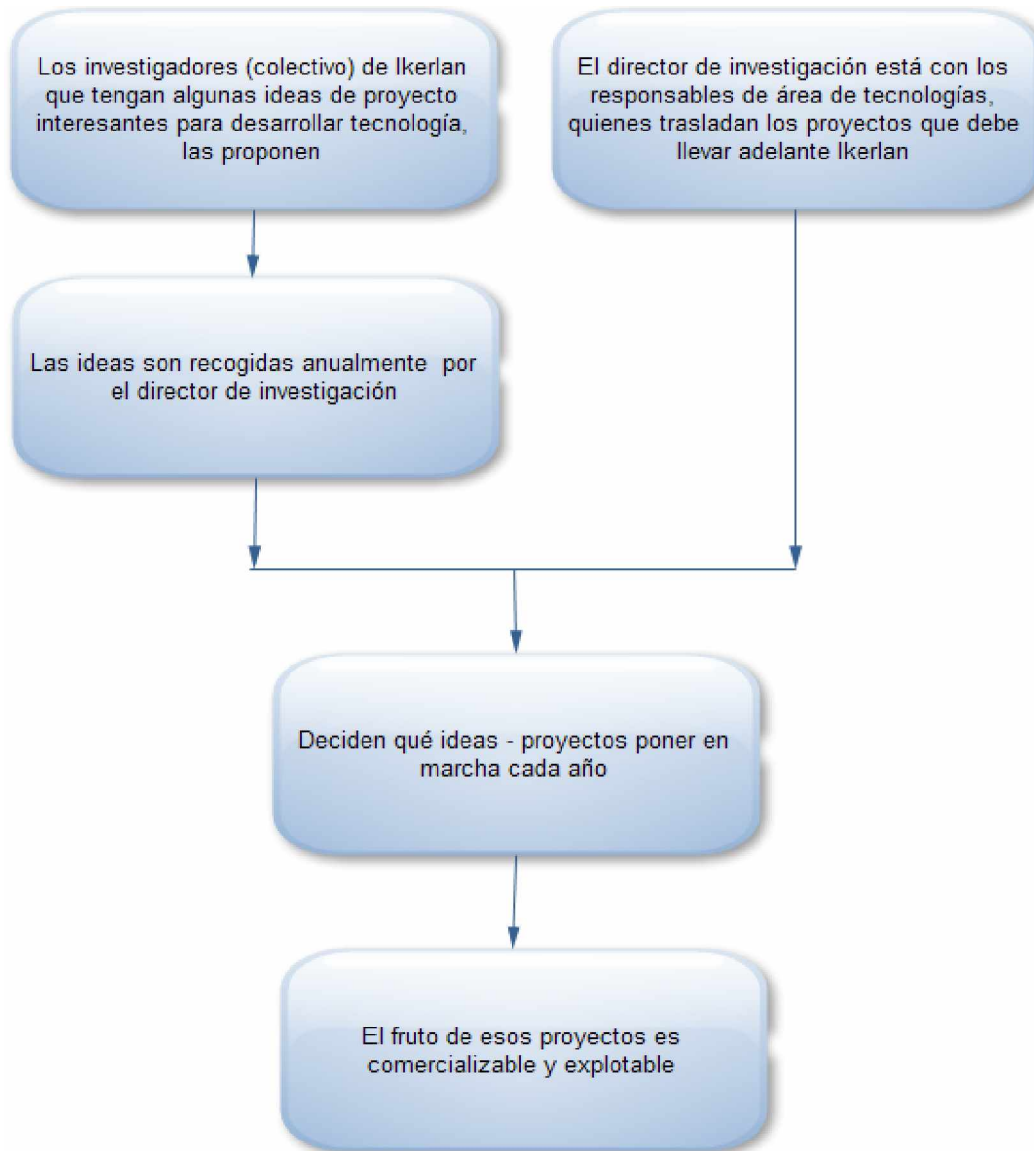 Los investigadores (colectivo) de Ikerlan
que tengan algunas ideas de proyecto
interesantes para desarrollar tecnología,
las proponen
El director de investigación está con los
responsables de área de tecnologías,
quienes trasladan los proyectos que debe
llevar adelante Ikerlan
Las ideas son recogidas anualmente por
el director de investigación
Deciden qué ideas - proyectos poner en
marcha cada año
El fruto de esos proyectos es
comercializable y explotable